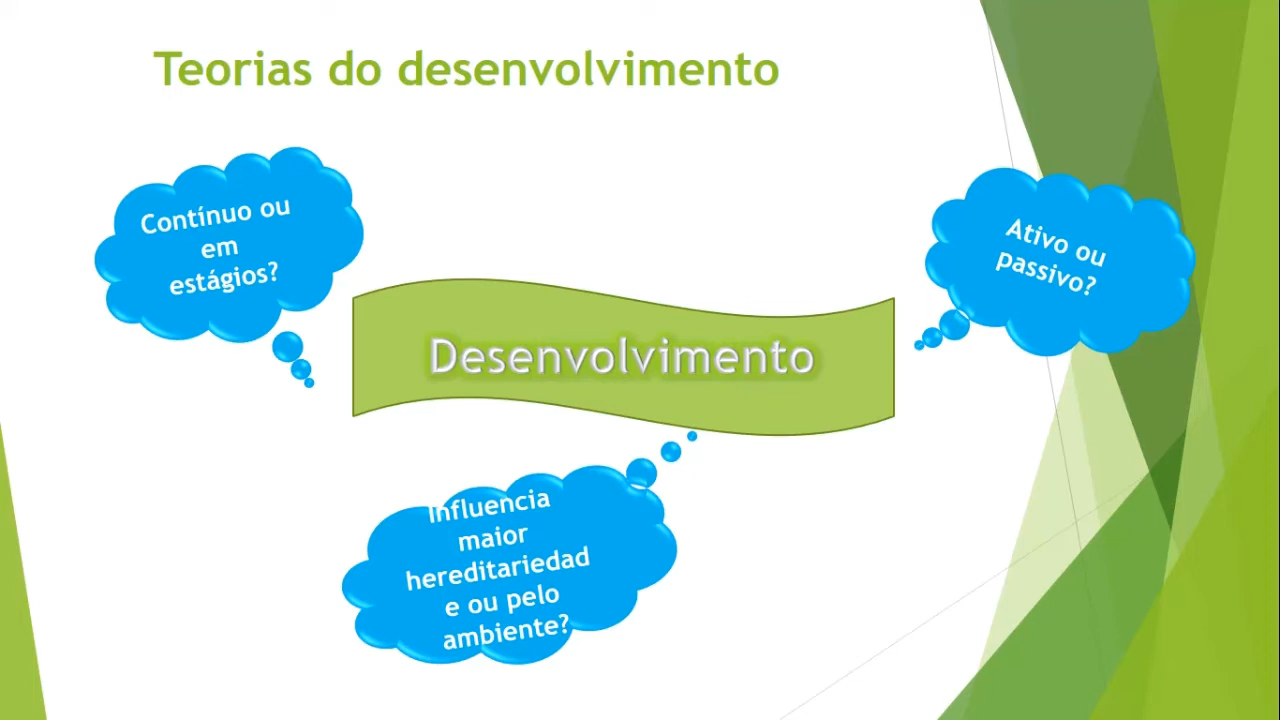 Teorias do desenvolvimento
Contínuo ou
em
estágios?
Ativo ou
passivo?
Desenvolvimento
Influencia
maior
hereditariedad
e ou pelo
ambiente?